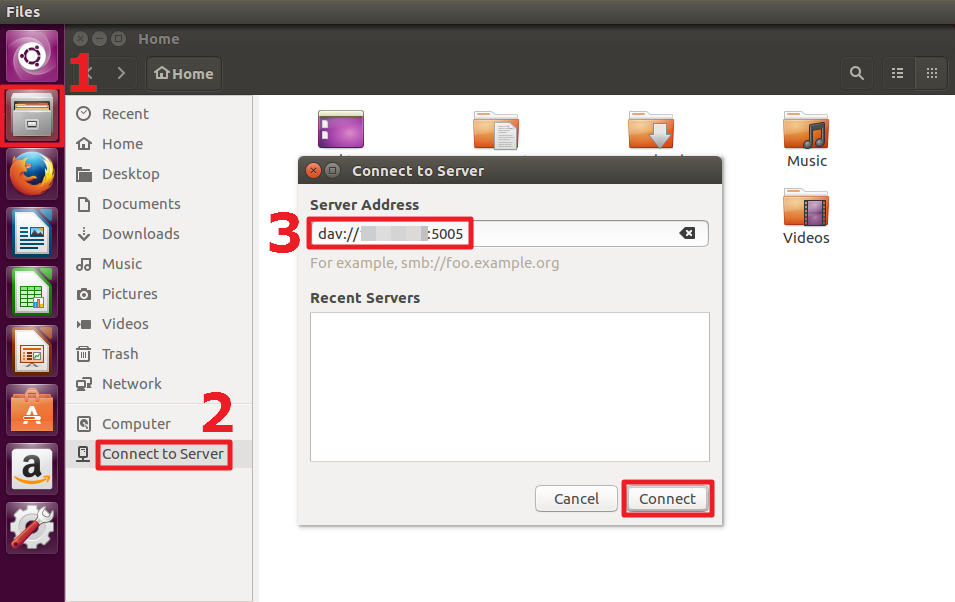 Files
Home
1
Home
Recent
Home
Desktop
Documents
Downloads
Music
Pictures
Videos
Trash
Network
2
Computer
Connect to Server
Music
Videos
Connect to Server
Server Address
3
dav:// :5005
For example, smb://foo.example.org
Recent Servers
Cancel
Connect